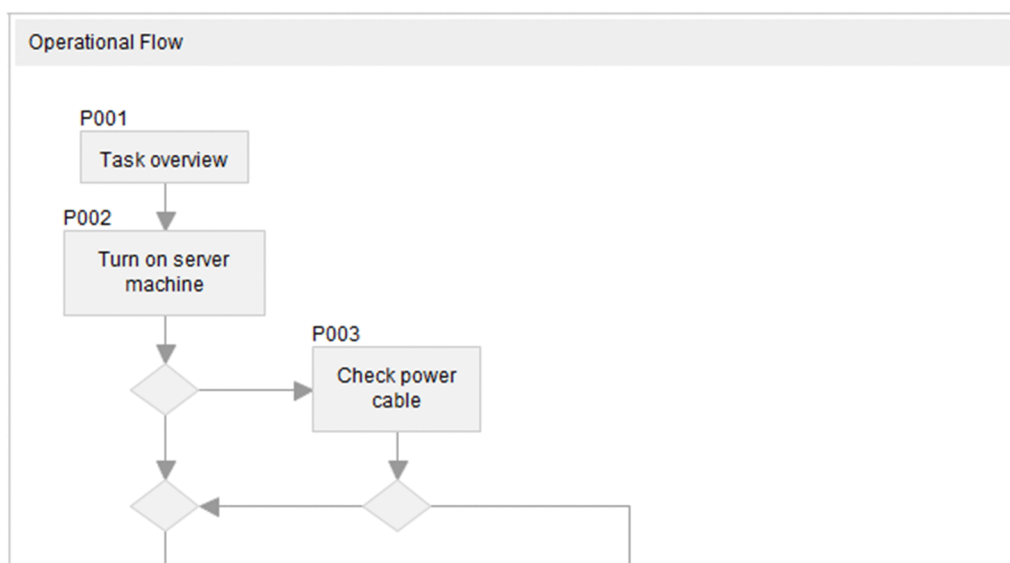 Operational Flow
P001
Task overview
P002
Turn on server
machine
P003
Check power
cable